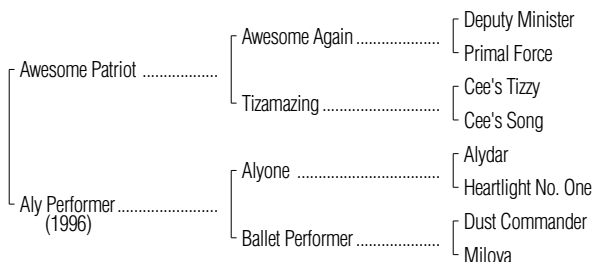 Deputy Minister
Awesome Again ....................
Primal Force
Awesome Patriot ..................
Cee's Tizzy
Tizamazing ............................
Cee's Song
Alydar
Alyone ..................................
Heartlight No. One
Aly Performer ........................
(1996)
Dust Commander
Ballet Performer ....................
Miloya